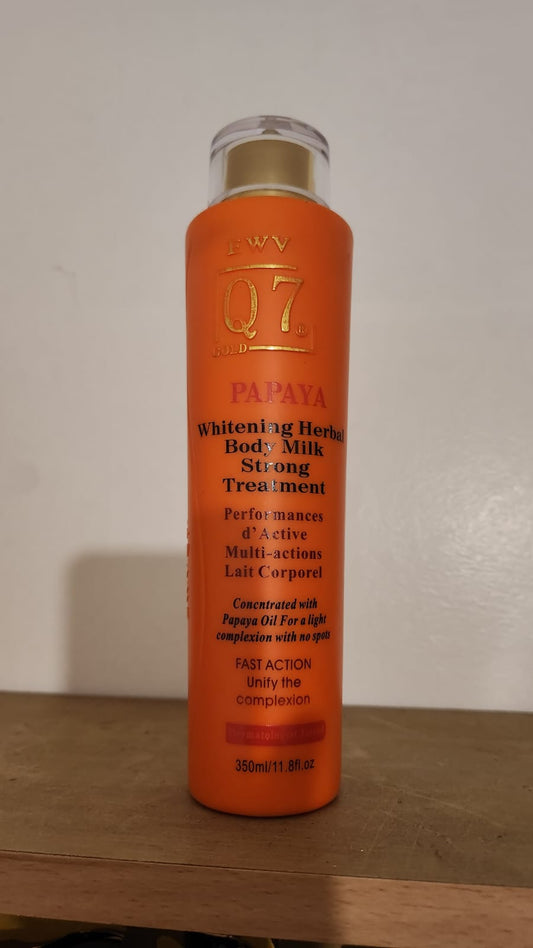 FWV
Q7®
GOLD
PAPAYA
Whitening Herbal
Body Milk
Strong
Treatment
Performances
d'Active
Multi-actions
Lait Corporel
Concntrated with
Papaya Oil For a light
complexion with no spots
FAST ACTION
Unify the
complexion
350ml/11.8fl.oz